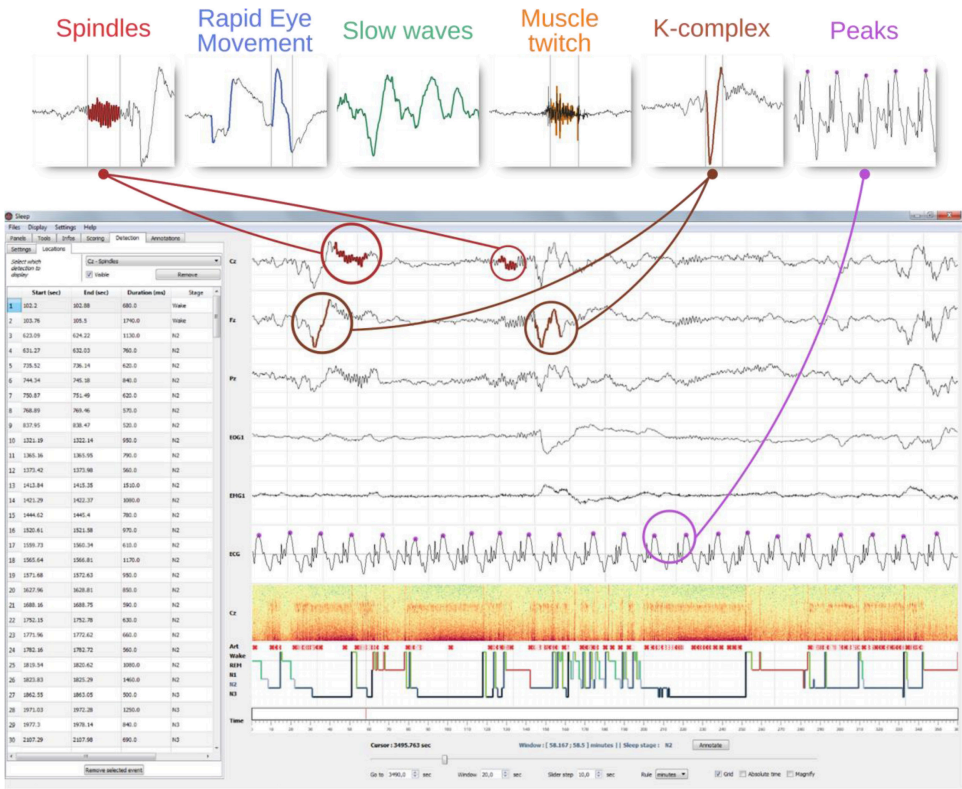 Spindles
Rapid Eye
Movement
Slow waves
Muscle
twitch
K-complex
Peaks
Sleep
Files Display Settings Help
Panels Tools Infos Scoring Detection Annotations
Settings Locations
Select which
detection to
display
Cz - Spindles
Visible
Remove
Start (sec) End (sec) Duration (ms) Stage
1 102.2 102.88 680.0 Wake
2 103.76 105.5 1740.0 Wake
3 623.09 624.22 1130.0 N2
4 631.27 632.03 760.0 N2
5 735.52 736.14 620.0 N2
6 744.34 745.18 840.0 N2
7 750.87 751.49 620.0 N2
8 768.89 769.46 575.0 N2
9 837.95 838.47 520.0 N2
10 1321.19 1322.14 950.0 N2
11 1365.16 1365.95 790.0 N2
12 1373.42 1373.98 560.0 N2
13 1413.84 1415.35 1510.0 N2
14 1421.29 1422.37 1080.0 N2
15 1444.62 1445.4 780.0 N2
16 1520.61 1521.58 970.0 N2
17 1559.73 1560.34 610.0 N2
18 1565.64 1566.81 1170.0 N2
19 1571.68 1572.63 950.0 N2
20 1627.96 1628.81 850.0 N2
21 1688.16 1688.75 590.0 N2
22 1752.15 1752.78 630.0 N2
23 1771.96 1772.62 660.0 N2
24 1782.16 1782.72 560.0 N2
25 1819.54 1820.62 1080.0 N2
26 1823.83 1825.29 1460.0 N2
27 1862.55 1863.05 500.0 N3
28 1971.03 1972.28 1250.0 N3
29 1977.3 1978.14 840.0 N3
30 2107.29 2107.98 690.0 N3
Remove selected event
Cz
Fz
Pz
EOG1
EMG1
ECG
Cz
Art
Wake
REM
N1
N2
N3
Time
Cursor : 3495.763 sec
Window : [ 58.167 ; 58.5 ] minutes || Sleep stage : N2
Annotate
Go to 3490,0 sec Window 20,0 sec Slider step 10,0 sec Rule minutes Grid Absolute time Magnify